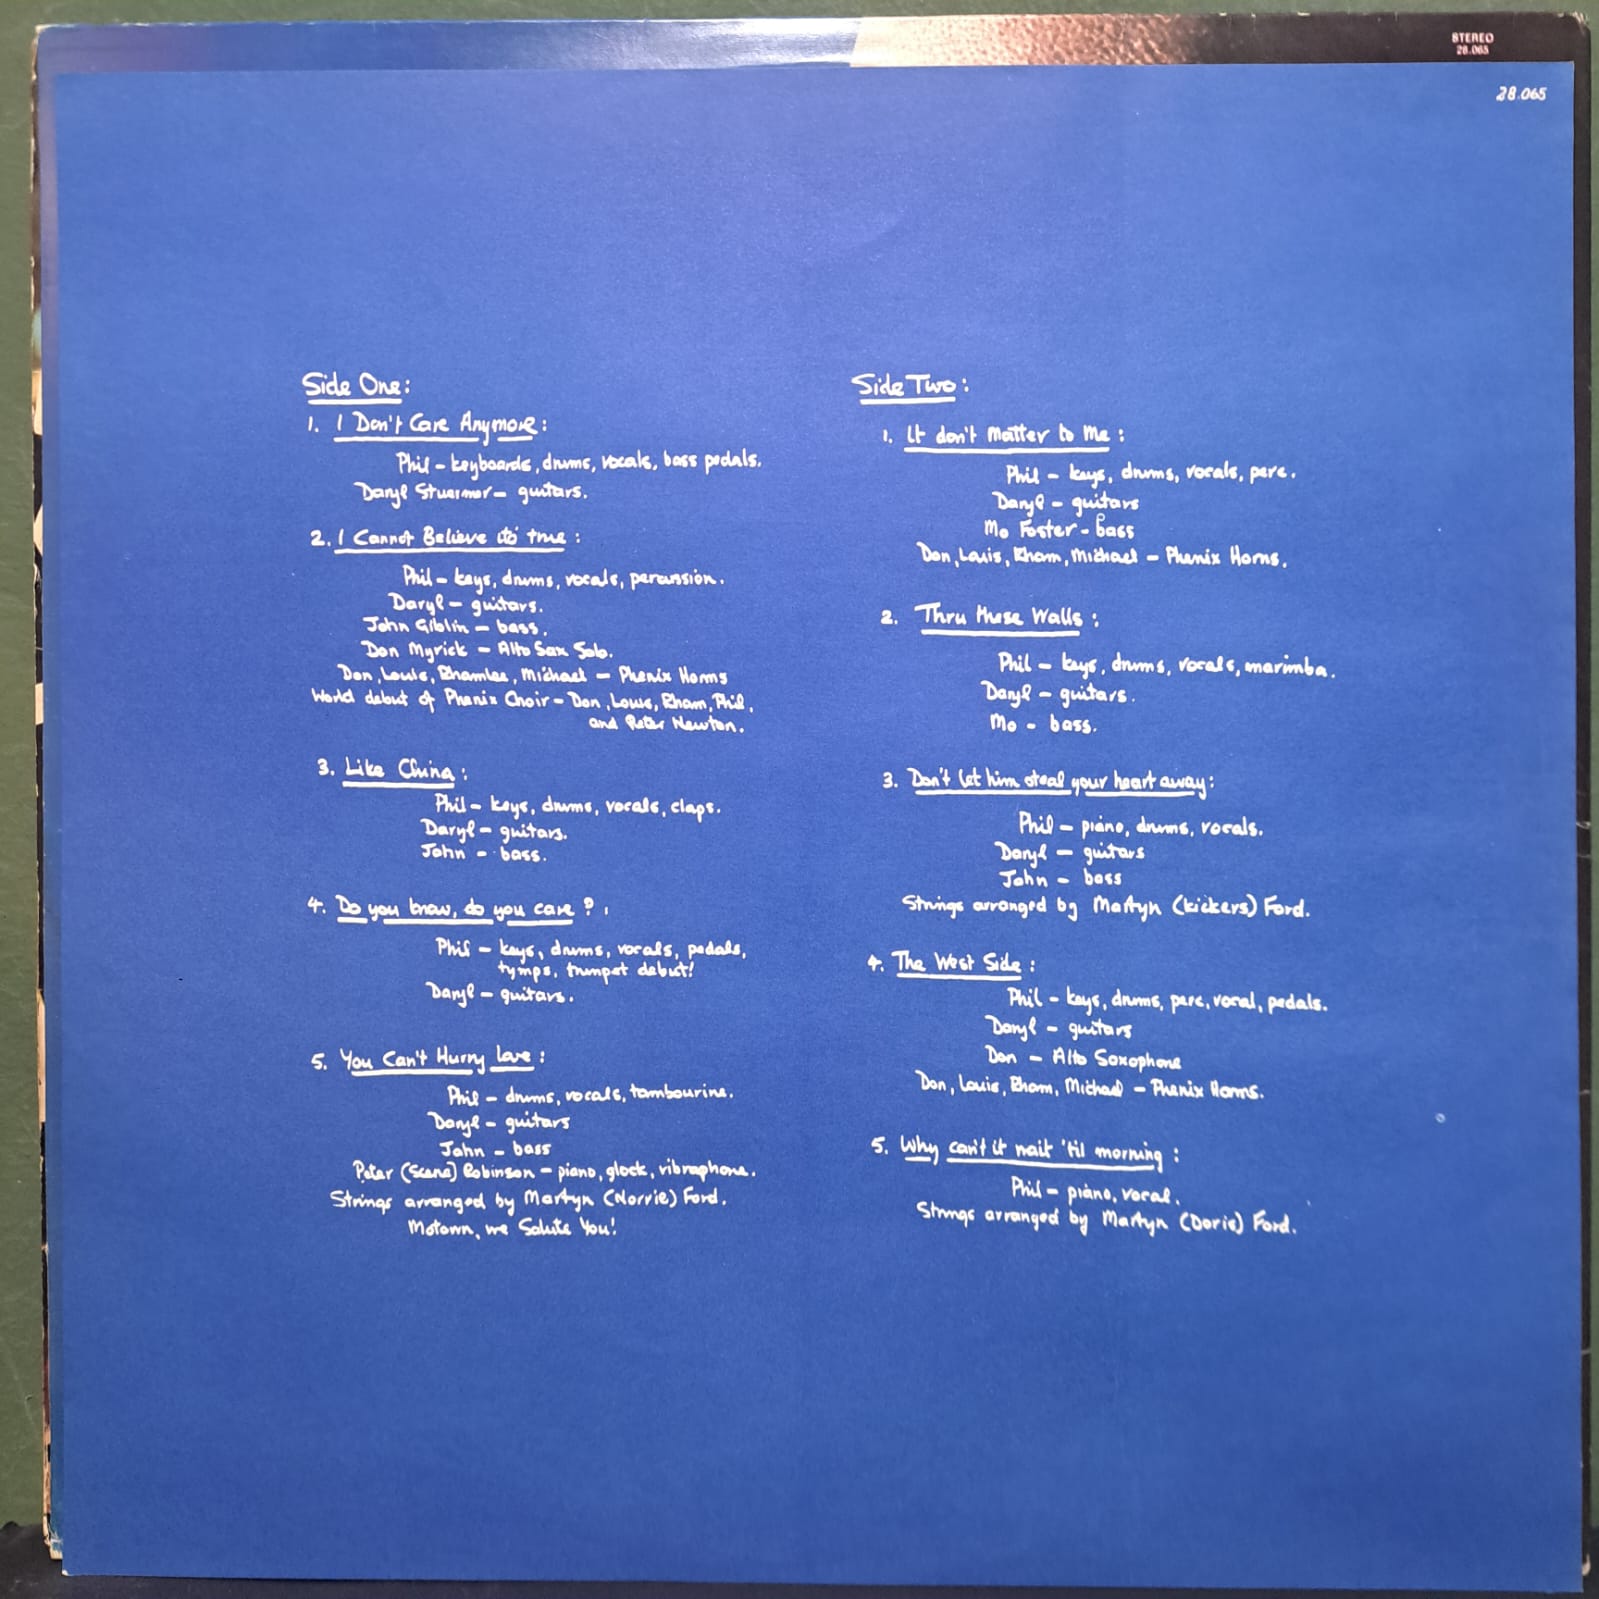 STEREO
28.065
28.065
Side One:
1. I Don't Care Anymore:
Phil – keyboards, drums, vocals, bass pedals.
Daryl Stuermer – guitars.
2. I Cannot Believe it's true:
Phil – keys, drums, vocals, percussion.
Daryl – guitars.
John Giblin – bass.
Don Myrick – Alto Sax Solo.
Don, Louis, Rhamlee, Michael – Phenix Horns
World debut of Phenix Choir – Don, Louis, Rham, Phil,
and Peter Newton.
3. Like China:
Phil – keys, drums, vocals, claps.
Daryl – guitars.
John – bass.
4. Do you know, do you care?:
Phil – keys, drums, vocals, pedals,
tymps, trumpet debut!
Daryl – guitars.
5. You Can't Hurry Love:
Phil – drums, vocals, tambourine.
Daryl – guitars
John – bass
Peter (Scene) Robinson – piano, glock, vibraphone.
Strings arranged by Martyn (Norrie) Ford.
Motown, we Salute You!
Side Two:
1. It don't Matter to Me:
Phil – keys, drums, vocals, perc.
Daryl – guitars
Mo Foster – bass
Don, Louis, Rham, Michael – Phenix Horns.
2. Thru these Walls:
Phil – keys, drums, vocals, marimba.
Daryl – guitars.
Mo – bass.
3. Don't let him steal your heart away:
Phil – piano, drums, vocals.
Daryl – guitars
John – bass
Strings arranged by Martyn (kickers) Ford.
4. The West Side:
Phil – keys, drums, perc, vocal, pedals.
Daryl – guitars
Don – Alto Saxophone
Don, Louis, Rham, Michael – Phenix Horns.
5. Why can't it wait 'til morning:
Phil – piano, vocal.
Strings arranged by Martyn (Doris) Ford.